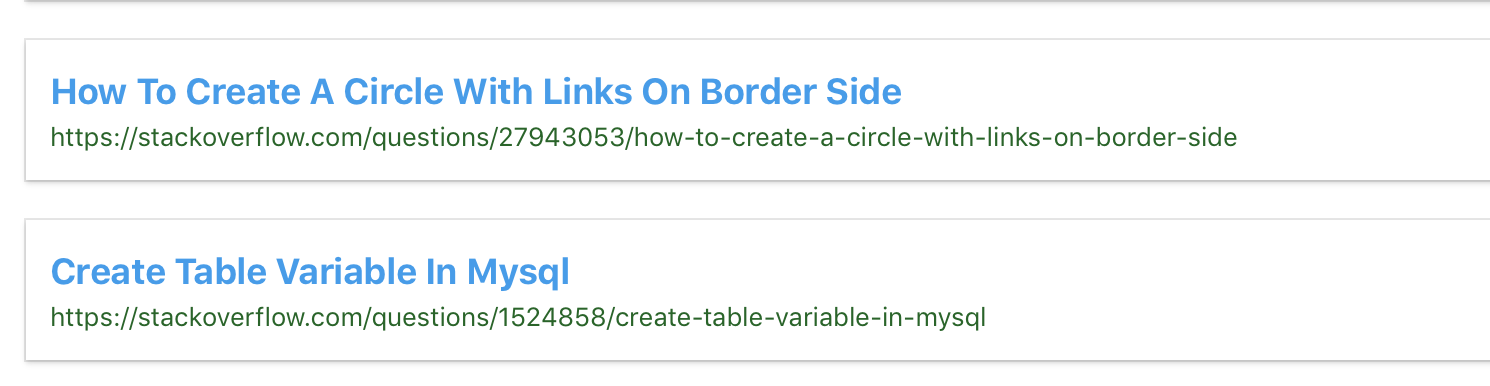 How To Create A Circle With Links On Border Side
https://stackoverflow.com/questions/27943053/how-to-create-a-circle-with-links-on-border-side
Create Table Variable In Mysql
https://stackoverflow.com/questions/1524858/create-table-variable-in-mysql